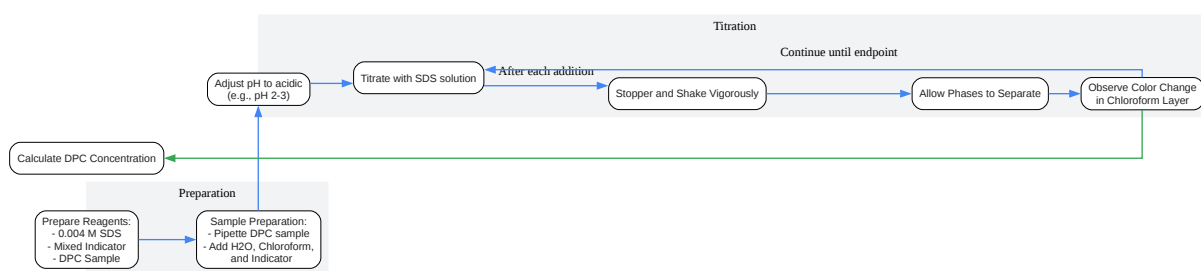 Titration
Continue until endpoint
Adjust pH to acidic
(e.g., pH 2-3)
Titrate with SDS solution
After each addition
Stopper and Shake Vigorously
Allow Phases to Separate
Observe Color Change
in Chloroform Layer
Calculate DPC Concentration
Preparation
Prepare Reagents:
- 0.004 M SDS
- Mixed Indicator
- DPC Sample
Sample Preparation:
- Pipette DPC sample
- Add H2O, Chloroform,
and Indicator